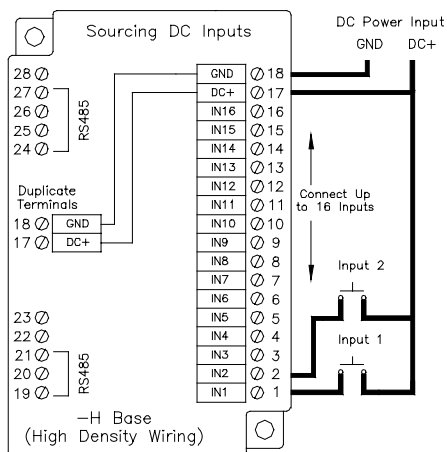 Sourcing DC Inputs
DC Power Input
GND DC+
28 GND 18
27 DC+ 17
26 IN16 16
25 IN15 15
24 IN14 14
RS485
IN13 13
IN12 12
Duplicate
Terminals
IN11 11
18 GND IN10 10
17 DC+ IN9 9
IN8 8
IN7 7
IN6 6
23 IN5 5
22 IN4 4
21 IN3 3
20 IN2 2
19 IN1 1
RS485
Connect Up
to 16 Inputs
Input 2
Input 1
-H Base
(High Density Wiring)